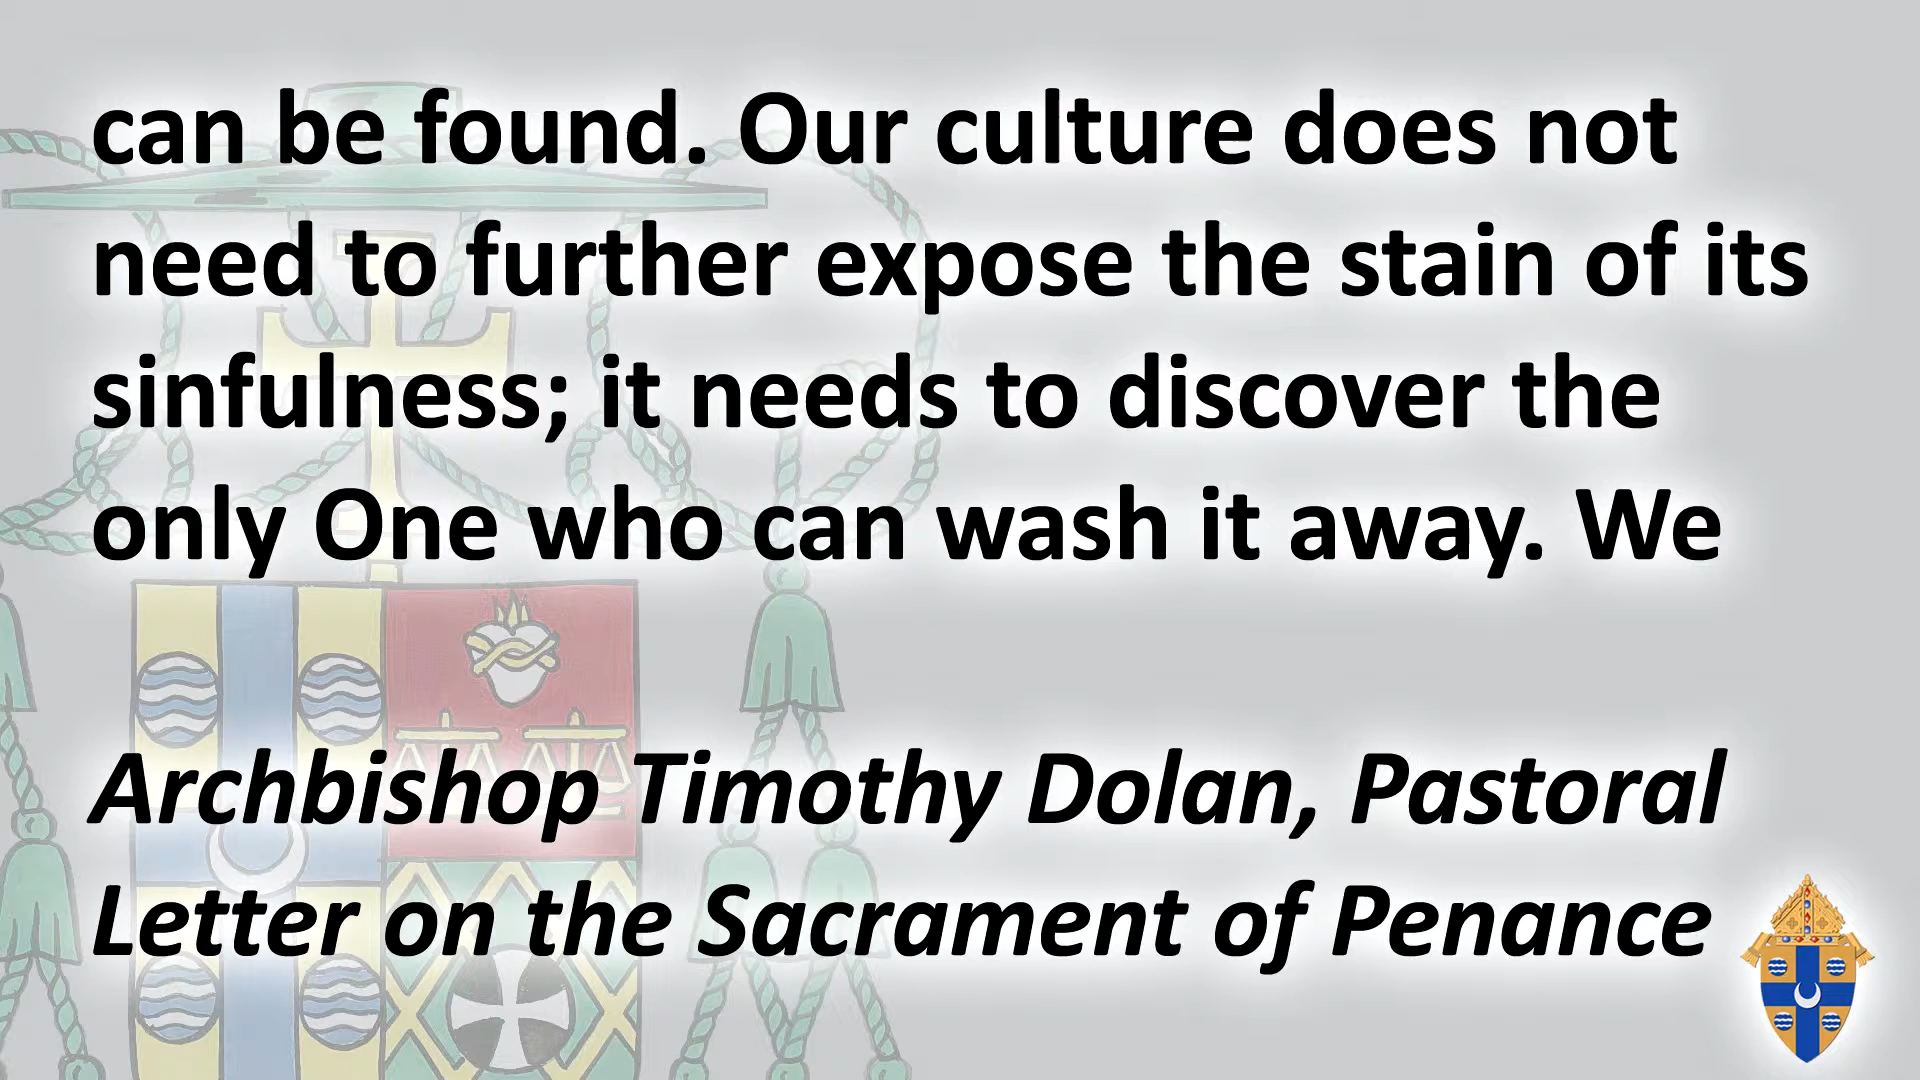 can be found. Our culture does not
need to further expose the stain of its
sinfulness; it needs to discover the
only One who can wash it away. We
Archbishop Timothy Dolan, Pastoral
Letter on the Sacrament of Penance